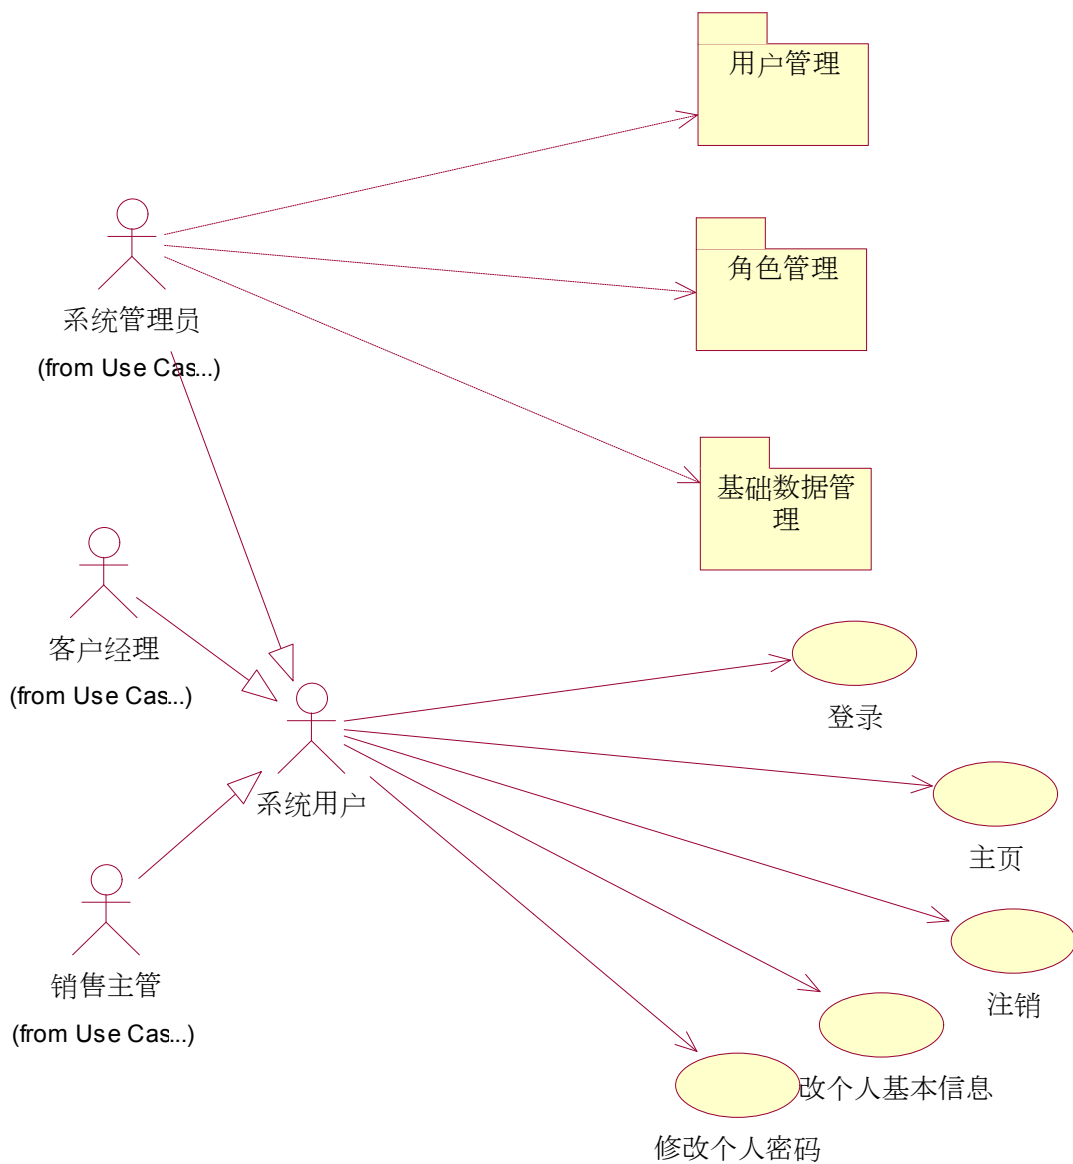 用户管理
角色管理
系统管理员
(from Use Cas...)
基础数据管
理
客户经理
(from Use Cas...)
登录
系统用户
主页
销售主管
(from Use Cas...)
注销
改个人基本信息
修改个人密码